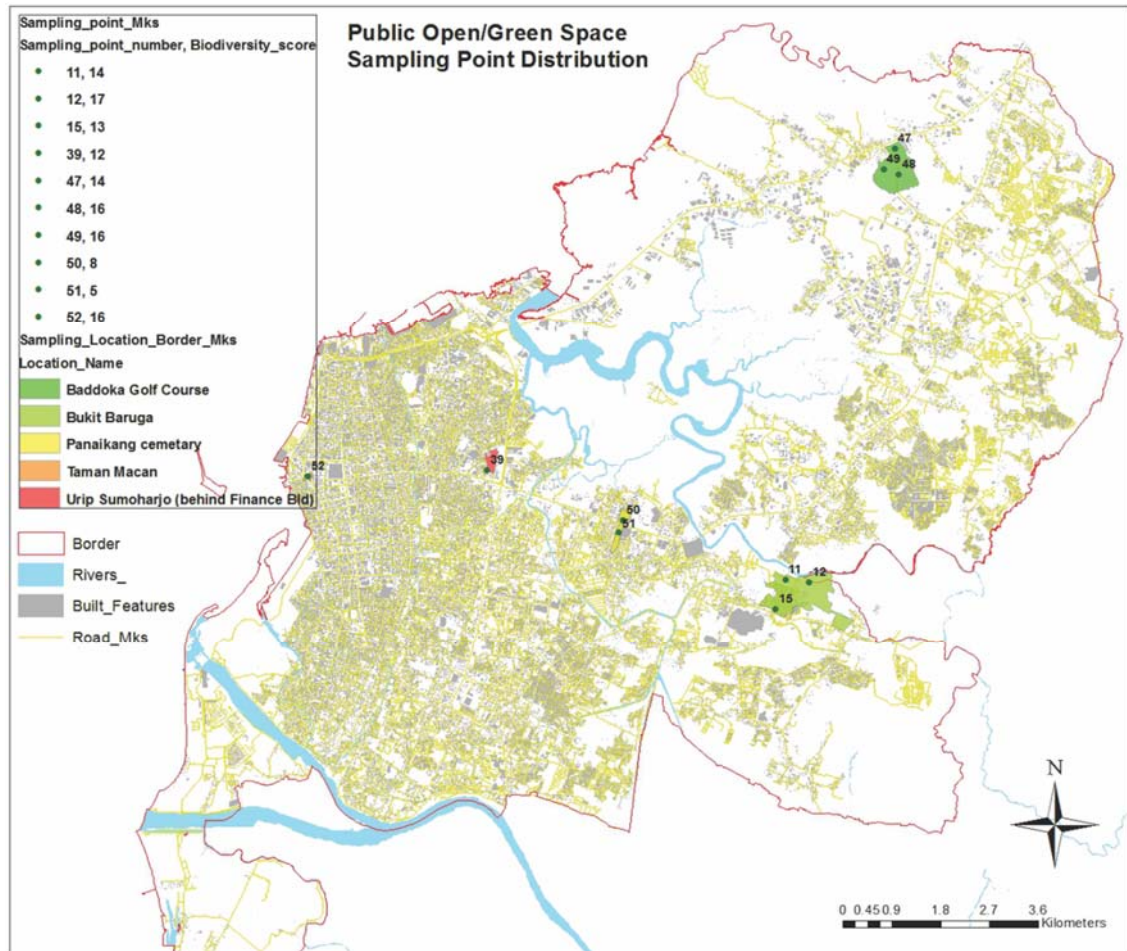 Public Open/Green Space
Sampling Point Distribution
Sampling_point_Mks
Sampling_point_number, Biodiversity_score
11, 14
12, 17
15, 13
39, 12
47, 14
48, 16
49, 16
50, 8
51, 5
52, 16
Sampling_Location_Border_Mks
Location_Name
Baddoka Golf Course
Bukit Baruga
Panaikang cemetary
Taman Macan
Urip Sumoharjo (behind Finance Bld)
Border
Rivers_
Built_Features
Road_Mks
47
49
48
39
52
50
51
11
12
15
N
0 0.45 0.9 1.8 2.7 3.6
Kilometers